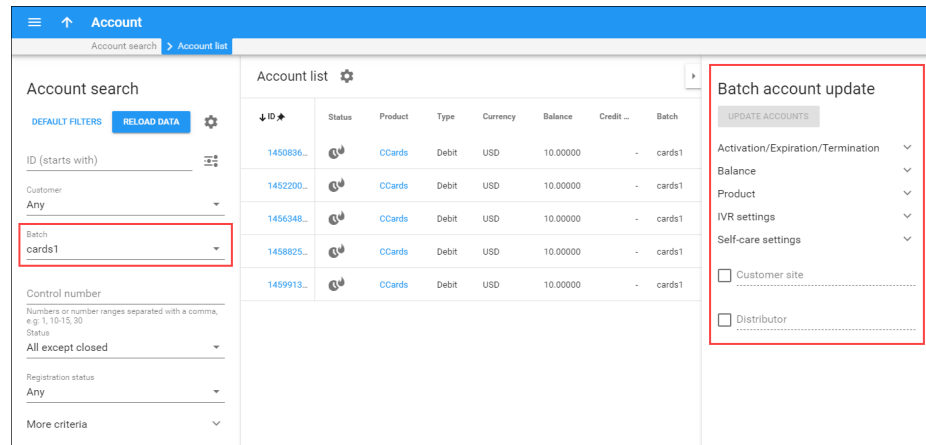 Account
Account search
Account list
Account search
DEFAULT FILTERS
RELOAD DATA
ID (starts with)
Customer
Any
Batch
cards1
Control number
Numbers or number ranges separated with a comma,
e.g: 1, 10-15, 30
Status
All except closed
Registration status
Any
More criteria
Account list
ID Status Product Type Currency Balance Credit ... Batch
1450836... CCards Debit USD 10.00000 - cards1
1452200... CCards Debit USD 10.00000 - cards1
1456348... CCards Debit USD 10.00000 - cards1
1458825... CCards Debit USD 10.00000 - cards1
1459913... CCards Debit USD 10.00000 - cards1
Batch account update
UPDATE ACCOUNTS
Activation/Expiration/Termination
Balance
Product
IVR settings
Self-care settings
Customer site
Distributor